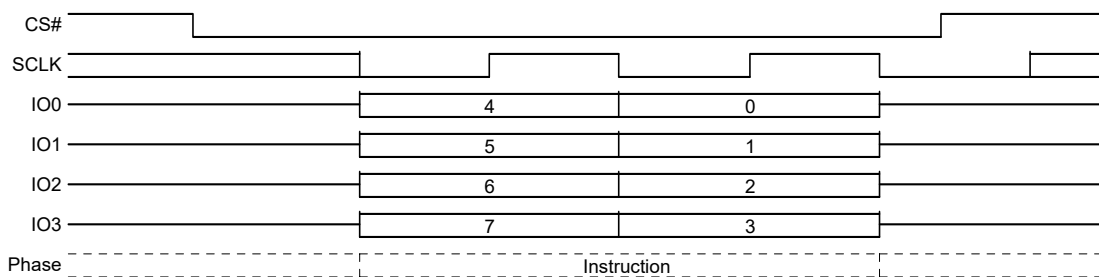 CS#
SCLK
IO0 4 0
IO1 5 1
IO2 6 2
IO3 7 3
Phase Instruction